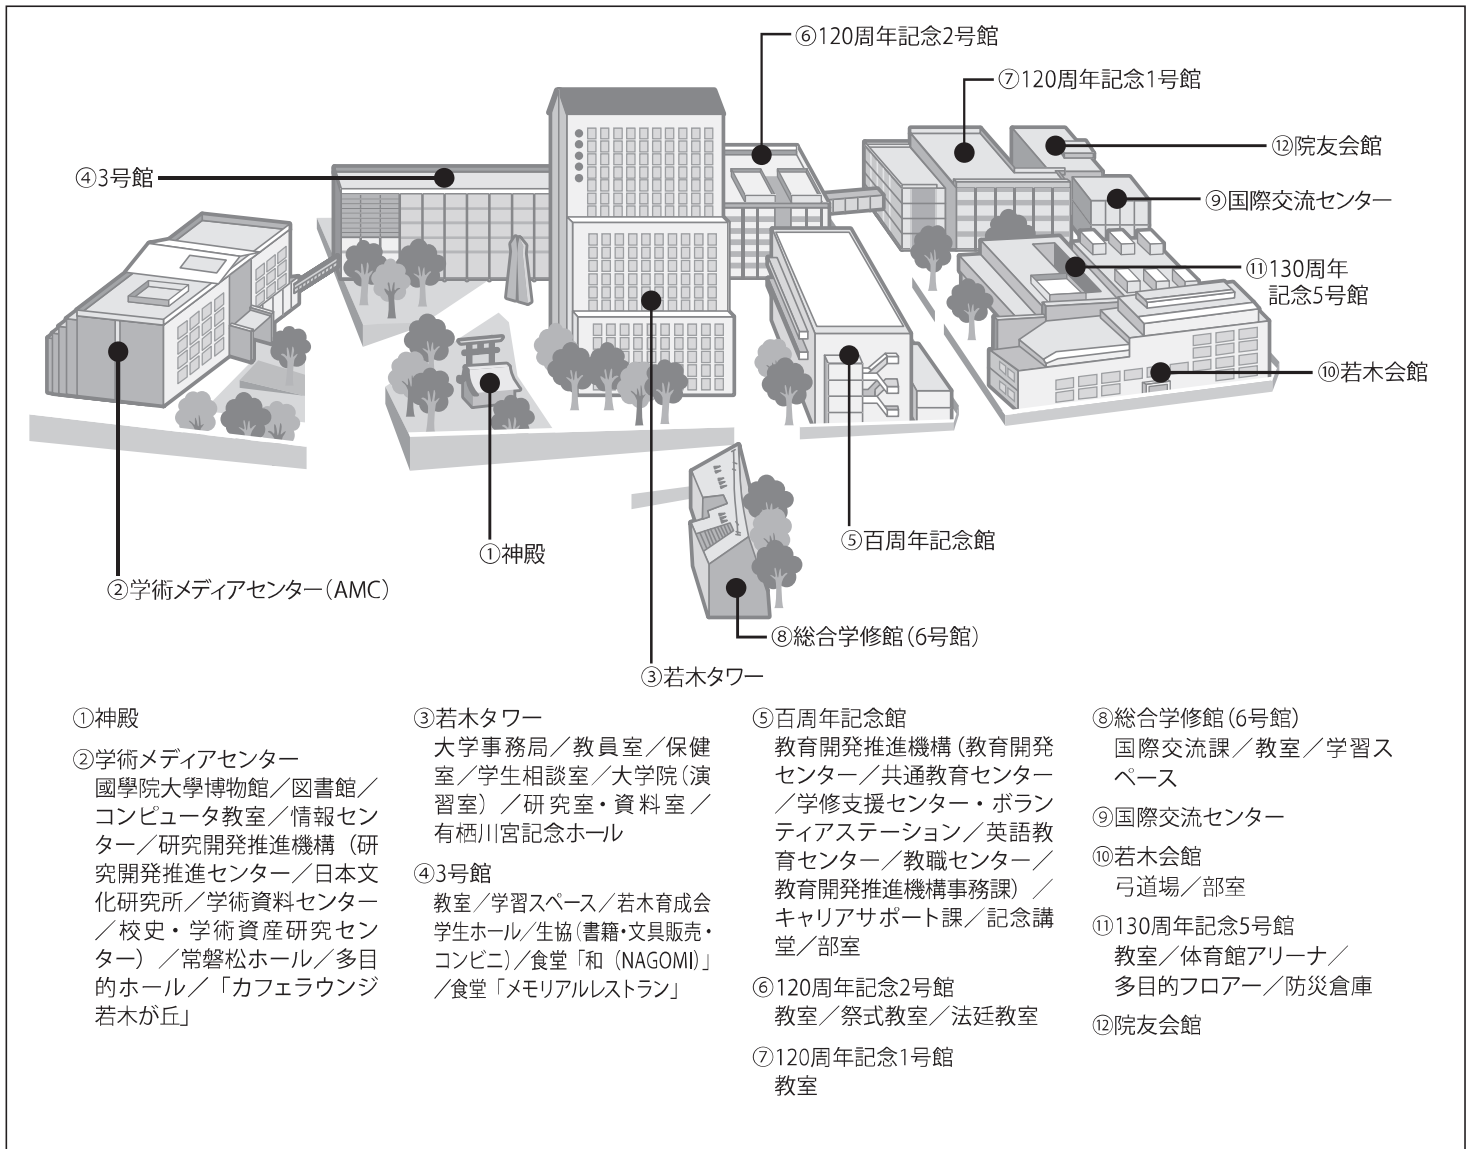 ⑥120周年記念2号館
⑦120周年記念1号館
⑫院友会館
④3号館
⑨国際交流センター
⑪130周年
記念5号館
⑩若木会館
⑤百周年記念館
①神殿
②学術メディアセンター(AMC)
⑧総合学修館(6号館)
③若木タワー
①神殿
②学術メディアセンター
國學院大學博物館/図書館/
コンピュータ教室/情報セン
ター/研究開発推進機構(研
究開発推進センター/日本文
化研究所/学術資料センター
/校史・学術資産研究セン
ター)/常磐松ホール/多目
的ホール/「カフェラウンジ
若木が丘」
③若木タワー
大学事務局/教員室/保健
室/学生相談室/大学院(演
習室)/研究室・資料室/
有栖川宮記念ホール
④3号館
教室/学習スペース/若木育成会
学生ホール/生協(書籍・文具販売・
コンビニ)/食堂「和(NAGOMI)」
/食堂「メモリアルレストラン」
⑤百周年記念館
教育開発推進機構(教育開発
センター/共通教育センター
/学修支援センター・ボラン
ティアステーション/英語教
育センター/教職センター/
教育開発推進機構事務課)/
キャリアサポート課/記念講
堂/部室
⑥120周年記念2号館
教室/祭式教室/法廷教室
⑦120周年記念1号館
教室
⑧総合学修館(6号館)
国際交流課/教室/学習ス
ペース
⑨国際交流センター
⑩若木会館
弓道場/部室
⑪130周年記念5号館
教室/体育館アリーナ/
多目的フロアー/防災倉庫
⑫院友会館